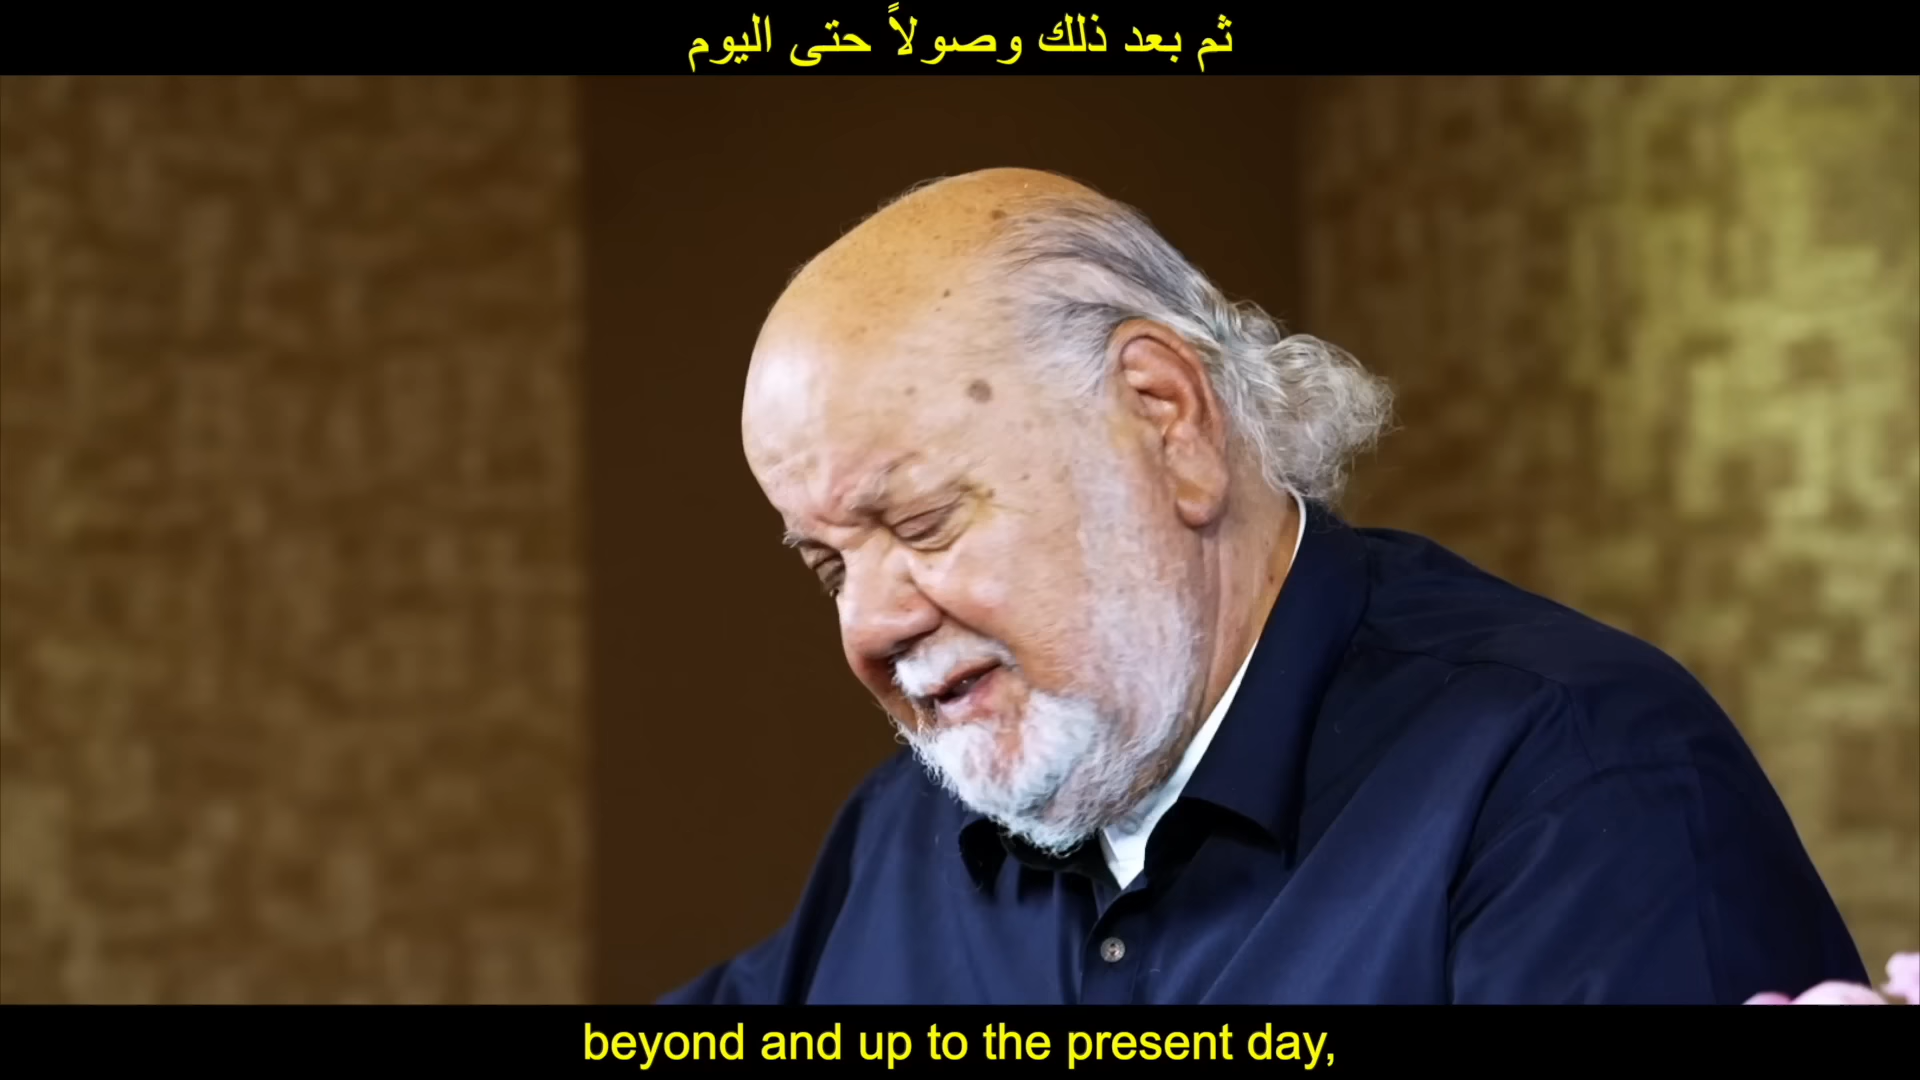 ثم بعد ذلك وصولاً حتى اليوم
beyond and up to the present day,